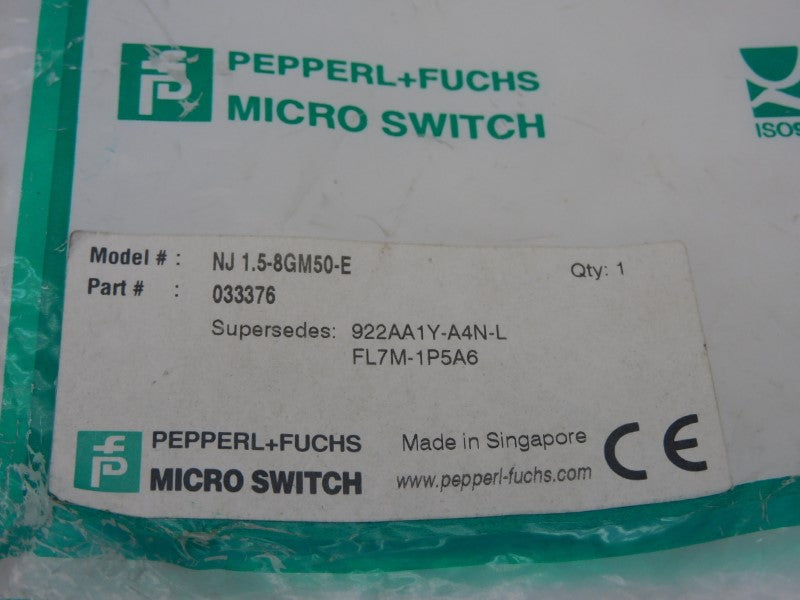 PEPPERL+FUCHS
MICRO SWITCH
Model # : NJ 1.5-8GM50-E
Qty: 1
Part # : 033376
Supersedes: 922AA1Y-A4N-L
FL7M-1P5A6
PEPPERL+FUCHS
MICRO SWITCH
Made in Singapore
www.pepperl-fuchs.com
CE